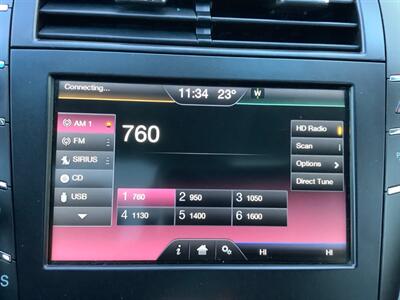 Connecting...
11:34 23° W
AM 1
FM
SIRIUS
CD
USB
760
HD Radio
Scan
Options
Direct Tune
1 760 2 950 3 1050
4 1130 5 1400 6 1600
HI HI
S